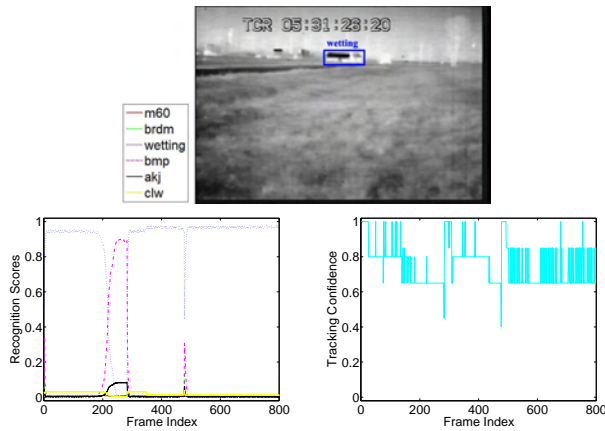 TCR 05:31:28:20
wetting
m60
brdm
wetting
bmp
akj
clw
Recognition Scores
1
0.8
0.6
0.4
0.2
0
0 200 400 600 800
Frame Index
Tracking Confidence
1
0.8
0.6
0.4
0.2
0
0 200 400 600 800
Frame Index